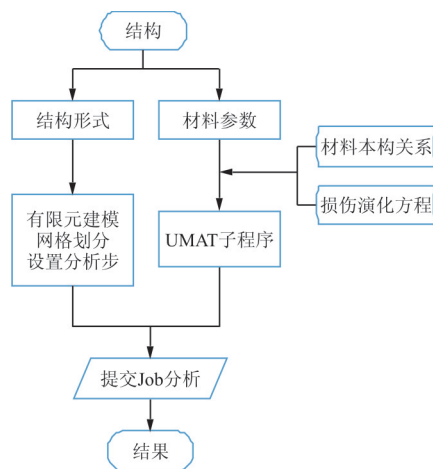 结构
结构形式
材料参数
材料本构关系
损伤演化方程
有限元建模
网格划分
设置分析步
UMAT子程序
提交Job分析
结果